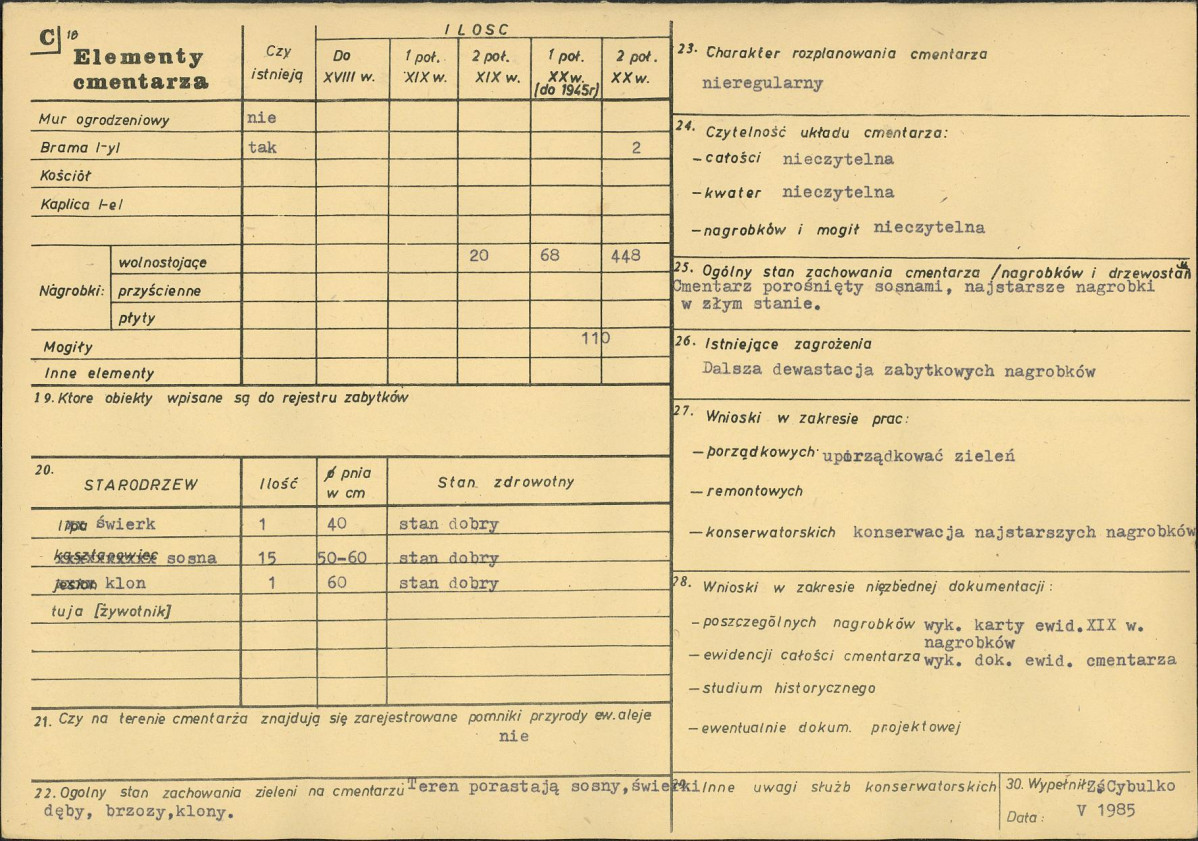 C 18
Elementy cmentarza
Czy istnieją
ILOSC
Do XVIII w.
1 poł. XIX w.
2 poł. XIX w.
1 poł. XX w. (do 1945r)
2 poł. XX w.
Mur ogrodzeniowy nie
Brama /-y/ tak 2
Kościół
Kaplica /-e/
Nagrobki:
wolnostojące 20 68 448
przyścienne
płyty
Mogiły 110
Inne elementy
19. Ktore obiekty wpisane są do rejestru zabytków
20.
STARODRZEW Ilość ϕ pnia w cm Stan zdrowotny
lipa świerk 1 40 stan dobry
kasztanowiec sosna 15 50-60 stan dobry
jesion klon 1 60 stan dobry
tuja [żywotnik]
21. Czy na terenie cmentarza znajdują się zarejestrowane pomniki przyrody ew. aleje
nie
22. Ogolny stan zachowania zieleni na cmentarzu Teren porastają sosny, świerki
dęby, brzozy,klony.
23. Charakter rozplanowania cmentarza
nieregularny
24. Czytelność układu cmentarza:
- całości nieczytelna
- kwater nieczytelna
- nagrobków i mogił nieczytelna
25. Ogólny stan zachowania cmentarza /nagrobków i drzewostan
Cmentarz porośnięty sosnami, najstarsze nagrobki
w złym stanie.
26. Istniejące zagrożenia
Dalsza dewastacja zabytkowych nagrobków
27. Wnioski w zakresie prac:
- porządkowych uporządkować zieleń
- remontowych
- konserwatorskich konserwacja najstarszych nagrobków
28. Wnioski w zakresie niezbędnej dokumentacji:
- poszczególnych nagrobków wyk. karty ewid.XIX w.
nagrobków
- ewidencji całości cmentarza wyk. dok. ewid. cmentarza
- studium historycznego
- ewentualnie dokum. projektowej
29. Inne uwagi służb konserwatorskich
30. Wypełnił: Cybulko
Data: V 1985